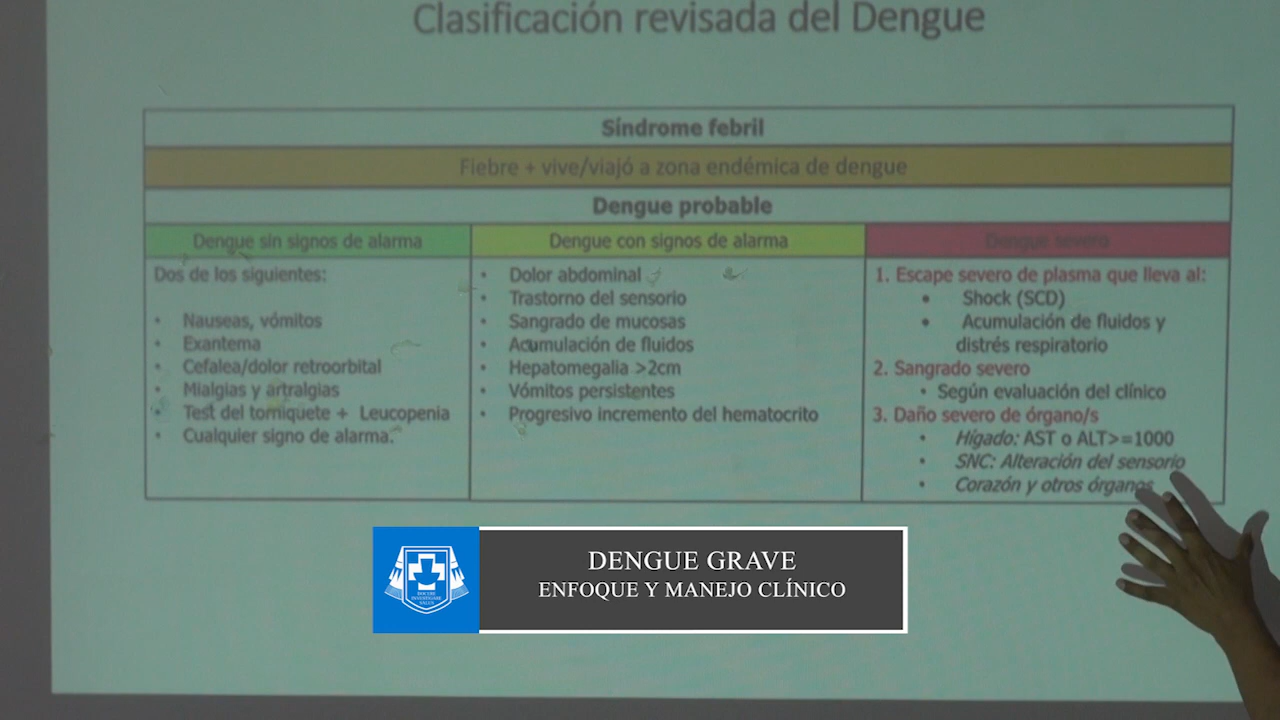 Clasificación revisada del Dengue
Síndrome febril
Fiebre + vive/viajó a zona endémica de dengue
Dengue probable
Dengue sin signos de alarma
Dos de los siguientes:
• Nauseas, vómitos
• Exantema
• Cefalea/dolor retroorbital
• Mialgias y artralgias
• Test del torniquete + Leucopenia
• Cualquier signo de alarma.
Dengue con signos de alarma
• Dolor abdominal
• Trastorno del sensorio
• Sangrado de mucosas
• Acumulación de fluidos
• Hepatomegalia >2cm
• Vómitos persistentes
• Progresivo incremento del hematocrito
Dengue severo
1. Escape severo de plasma que lleva al:
• Shock (SCD)
• Acumulación de fluidos y
distrés respiratorio
2. Sangrado severo
• Según evaluación del clínico
3. Daño severo de órgano/s
• Hígado: AST o ALT>=1000
• SNC: Alteración del sensorio
• Corazón y otros órganos
DENGUE GRAVE
ENFOQUE Y MANEJO CLÍNICO
DOCERE
INVESTIGARE
SALUS